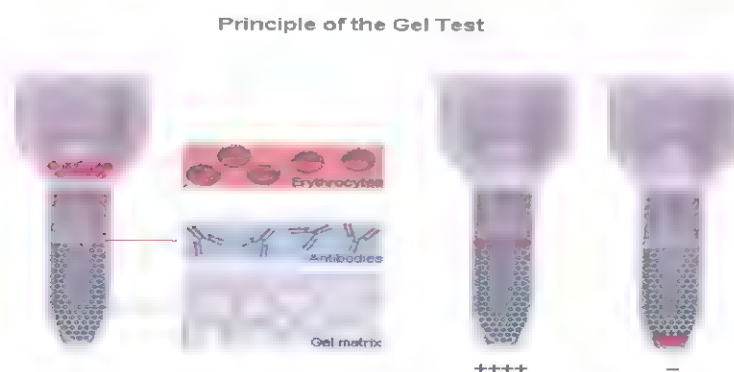 Principle of the Gel Test
Erythrocytes
Antibodies
Gel matrix
++++
–